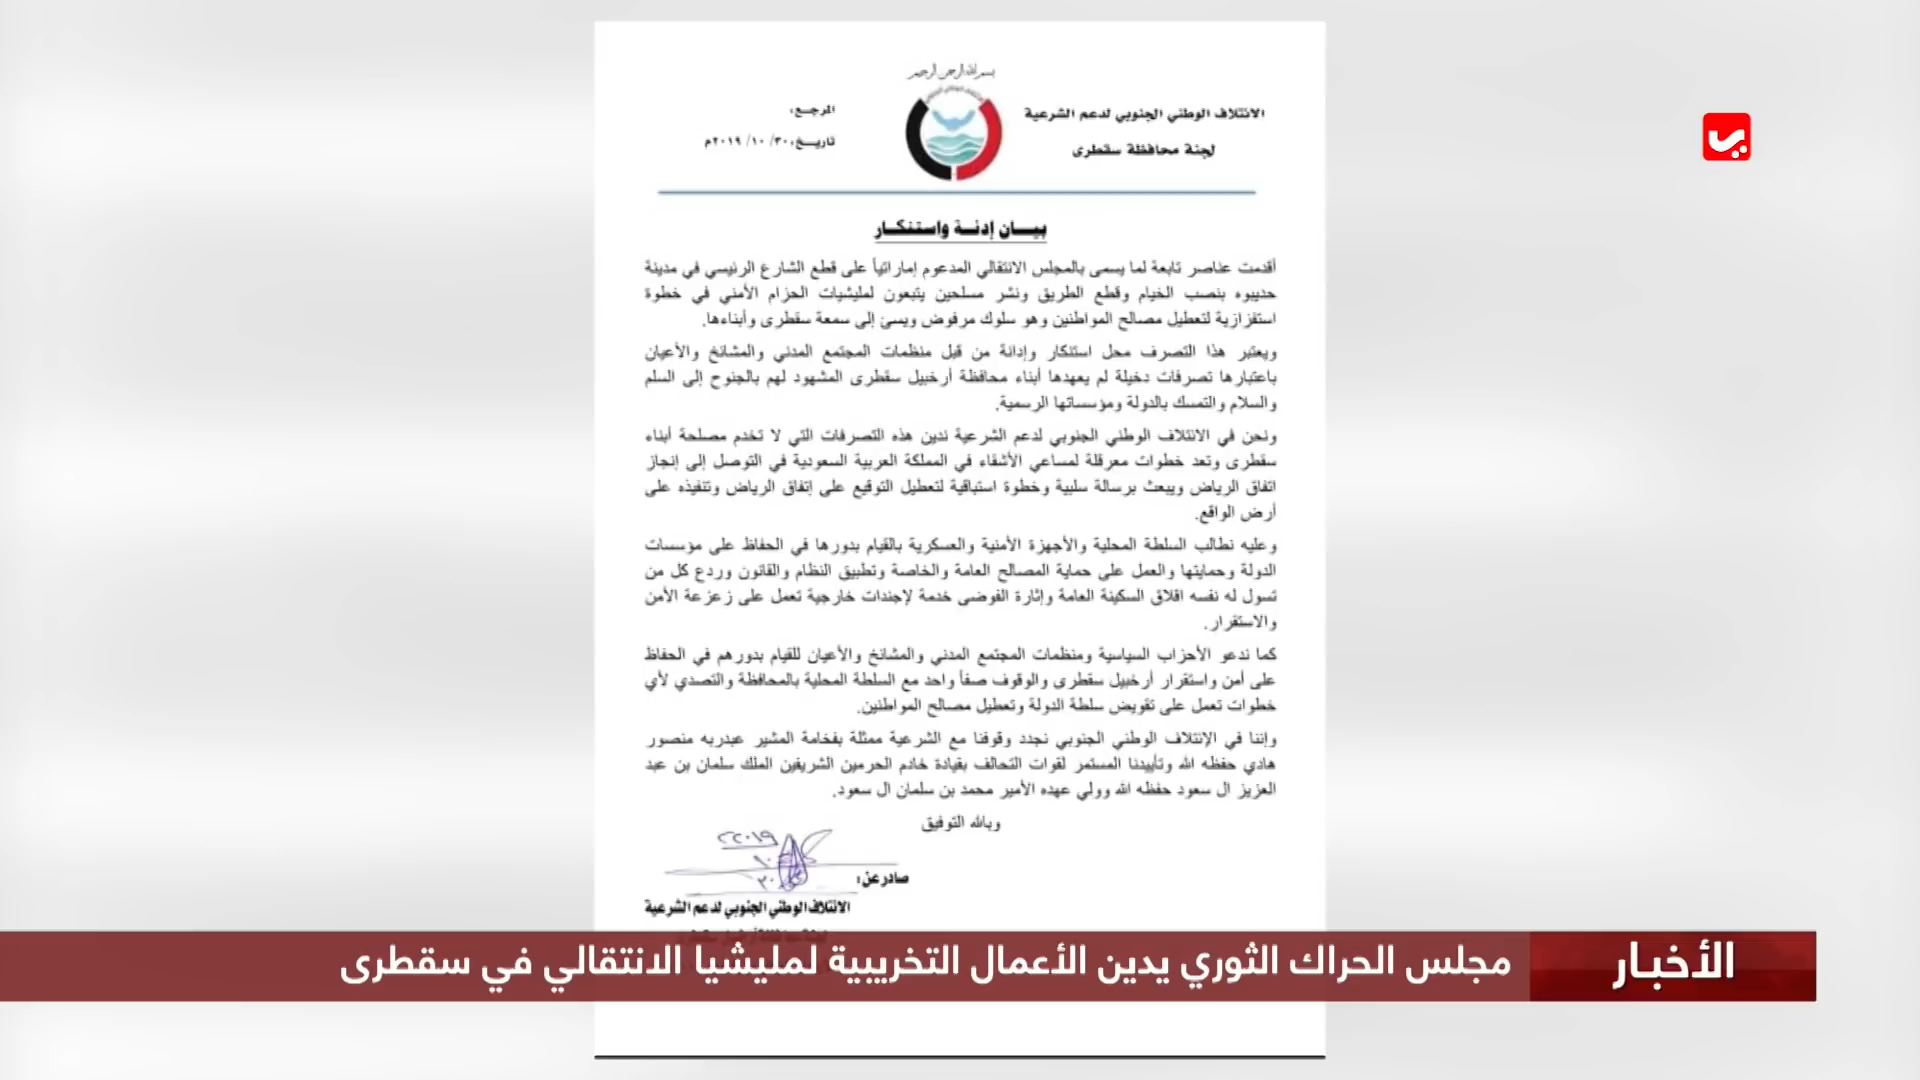 بسم الله الرحمن الرحيم
الائتلاف الوطني الجنوبي لدعم الشرعية
لجنة محافظة سقطرى
المرجع:
تاريخ: ٣٠/ ١٠/ ٢٠١٩م
بيان إدنة واستنكار
أقدمت عناصر تابعة لما يسمى بالمجلس الانتقالي المدعوم إماراتياً على قطع الشارع الرئيسي في مدينة
حديبوه بنصب الخيام وقطع الطريق ونشر مسلحين يتبعون لمليشيات الحزام الأمني في خطوة
استفزازية لتعطيل مصالح المواطنين وهو سلوك مرفوض ويسئ إلى سمعة سقطرى وأبناءها.
ويعتبر هذا التصرف محل استنكار وإدانة من قبل منظمات المجتمع المدني والمشائخ والأعيان
باعتبارها تصرفات دخيلة لم يعهدها أبناء محافظة أرخبيل سقطرى المشهود لهم بالجنوح إلى السلم
والسلام والتمسك بالدولة ومؤسساتها الرسمية.
ونحن في الائتلاف الوطني الجنوبي لدعم الشرعية ندين هذه التصرفات التي لا تخدم مصلحة أبناء
سقطرى وتعد خطوات معرقلة لمساعي الأشقاء في المملكة العربية السعودية في التوصل إلى إنجاز
اتفاق الرياض ويبعث برسالة سلبية وخطوة استباقية لتعطيل التوقيع على إتفاق الرياض وتنفيذه على
أرض الواقع.
وعليه نطالب السلطة المحلية والأجهزة الأمنية والعسكرية بالقيام بدورها في الحفاظ على مؤسسات
الدولة وحمايتها والعمل على حماية المصالح العامة والخاصة وتطبيق النظام والقانون وردع كل من
تسول له نفسه اقلاق السكينة العامة وإثارة الفوضى خدمة لإجندات خارجية تعمل على زعزعة الأمن
والاستقرار.
كما ندعو الأحزاب السياسية ومنظمات المجتمع المدني والمشائخ والأعيان للقيام بدورهم في الحفاظ
على أمن واستقرار أرخبيل سقطرى والوقوف صفاً واحد مع السلطة المحلية بالمحافظة والتصدي لأي
خطوات تعمل على تقويض سلطة الدولة وتعطيل مصالح المواطنين.
وإننا في الإئتلاف الوطني الجنوبي نجدد وقوفنا مع الشرعية ممثلة بفخامة المشير عبدربه منصور
هادي حفظه الله وتأييدنا المستمر لقوات التحالف بقيادة خادم الحرمين الشريفين الملك سلمان بن عبد
العزيز ال سعود حفظه الله وولي عهده الأمير محمد بن سلمان ال سعود.
وبالله التوفيق
صادر عن:
الائتلاف الوطني الجنوبي لدعم الشرعية
الأخبار
مجلس الحراك الثوري يدين الأعمال التخريبية لمليشيا الانتقالي في سقطرى